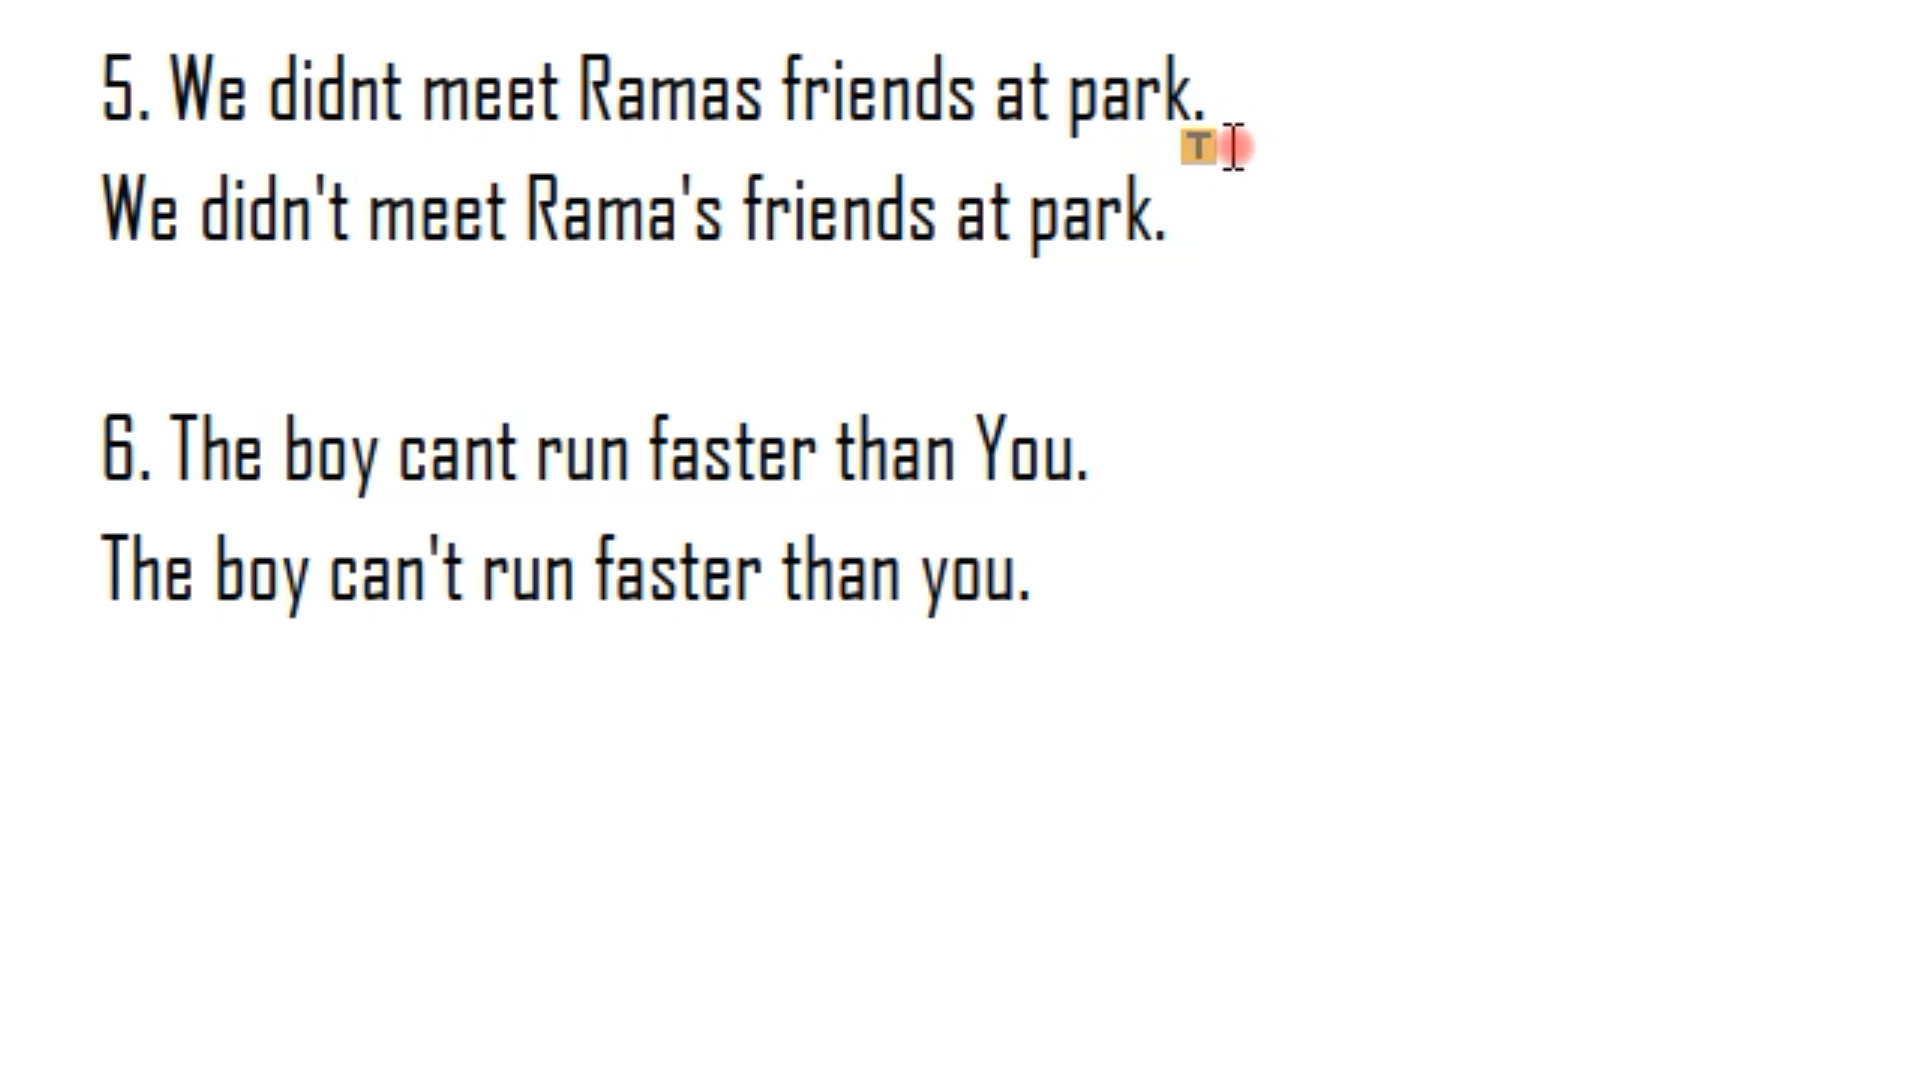 5. We didnt meet Ramas friends at park.
T
We didn't meet Rama's friends at park.
6. The boy cant run faster than You.
The boy can't run faster than you.